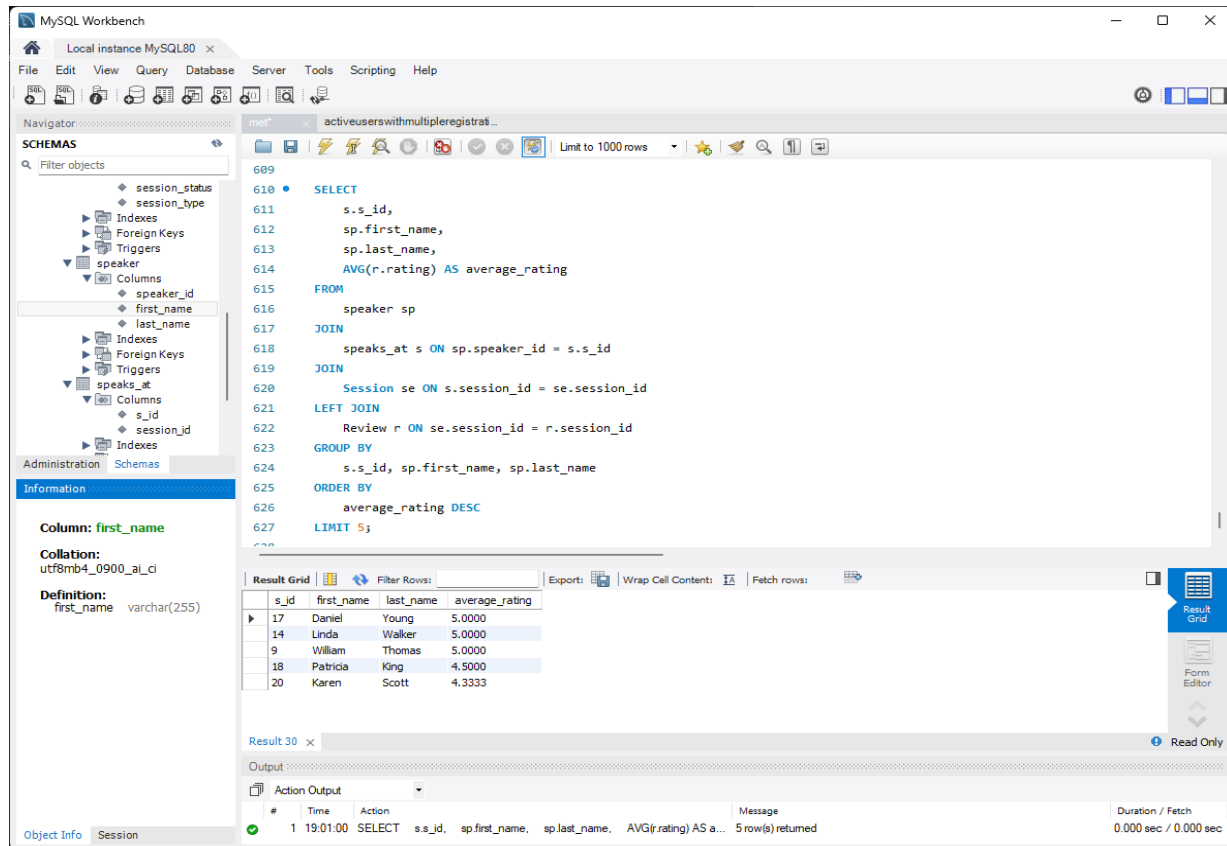 MySQL Workbench
Local instance MySQL80
File Edit View Query Database Server Tools Scripting Help
Navigator
SCHEMAS
Filter objects
session_status
session_type
Indexes
Foreign Keys
Triggers
speaker
Columns
speaker_id
first_name
last_name
Indexes
Foreign Keys
Triggers
speaks_at
Columns
s_id
session_id
Indexes
Administration Schemas
Information
Column: first_name
Collation:
utf8mb4_0900_ai_ci
Definition:
first_name varchar(255)
Object Info Session
met* activeuserswithmultipleregistrati...
Limit to 1000 rows
609
610 SELECT
611 s.s_id,
612 sp.first_name,
613 sp.last_name,
614 AVG(r.rating) AS average_rating
615 FROM
616 speaker sp
617 JOIN
618 speaks_at s ON sp.speaker_id = s.s_id
619 JOIN
620 Session se ON s.session_id = se.session_id
621 LEFT JOIN
622 Review r ON se.session_id = r.session_id
623 GROUP BY
624 s.s_id, sp.first_name, sp.last_name
625 ORDER BY
626 average_rating DESC
627 LIMIT 5;
Result Grid Filter Rows: Export: Wrap Cell Content: Fetch rows:
s_id first_name last_name average_rating
17 Daniel Young 5.0000
14 Linda Walker 5.0000
9 William Thomas 5.0000
18 Patricia King 4.5000
20 Karen Scott 4.3333
Result
Grid
Form
Editor
Result 30 Read Only
Output
Action Output
# Time Action Message Duration / Fetch
1 19:01:00 SELECT s.s_id, sp.first_name, sp.last_name, AVG(r.rating) AS a... 5 row(s) returned 0.000 sec / 0.000 sec